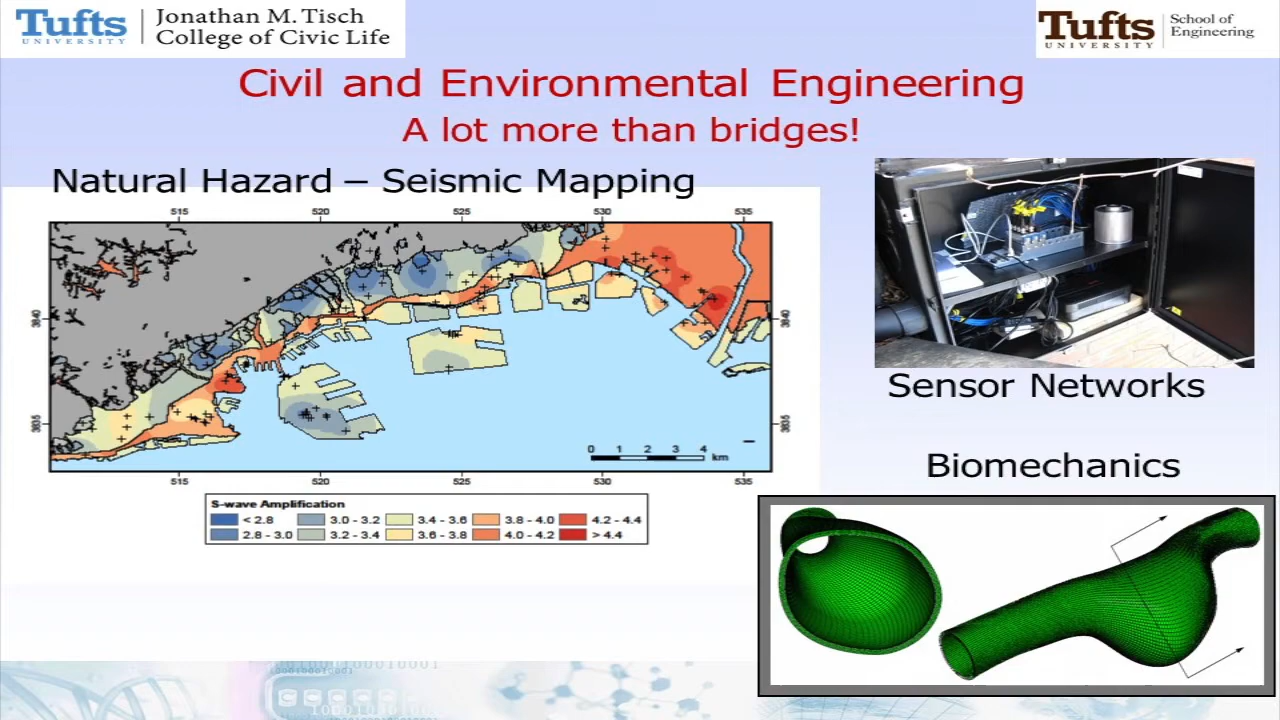 Tufts
UNIVERSITY
Jonathan M. Tisch
College of Civic Life
Tufts
UNIVERSITY
School of
Engineering
Civil and Environmental Engineering
A lot more than bridges!
Natural Hazard – Seismic Mapping
515 520 525 530 535
3840 3840
3835 3835
0 1 2 3 4
km
515 520 525 530 535
S-wave Amplification
< 2.8 3.0 - 3.2 3.4 - 3.6 3.8 - 4.0 4.2 - 4.4
2.8 - 3.0 3.2 - 3.4 3.6 - 3.8 4.0 - 4.2 > 4.4
Sensor Networks
Biomechanics